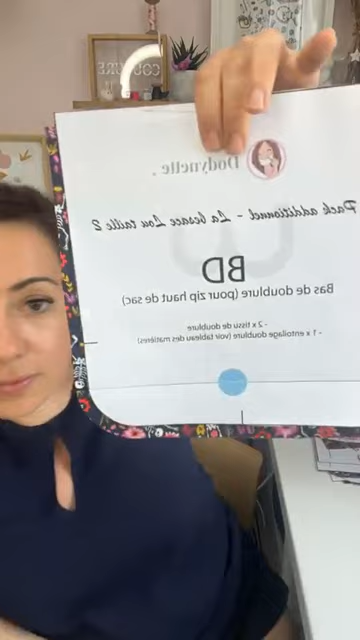 COUTURE
Dodynette.
Pack additionnel - La besace Lou taille 2
BD
Bas de doublure (pour zip haut de sac)
- x 2 tissu de doublure
- x 1 entoilage doublure (voir tableau des matières)